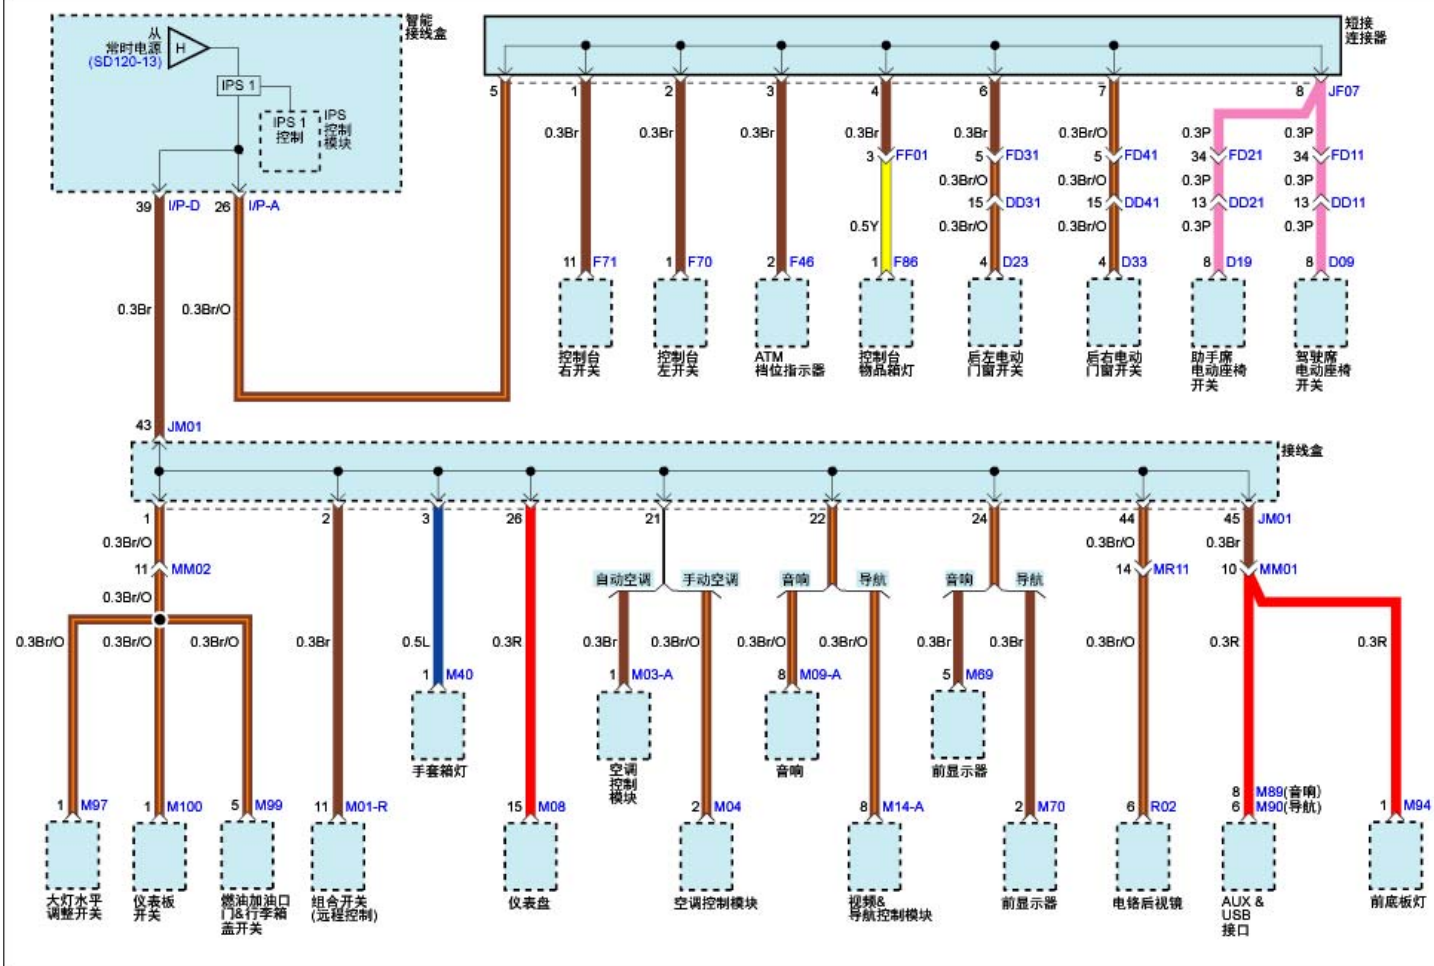 从
常时电源
(SD120-13)
H
IPS 1
IPS 1
控制
IPS
控制
模块
智能
接线盒
短接
连接器
5
1
2
3
4
6
7
8
JF07
0.3Br
0.3Br
0.3Br
0.3Br
0.3Br
0.3Br/O
0.3P
0.3P
3
FF01
5
FD31
5
FD41
34
FD21
34
FD11
0.3Br/O
0.3Br/O
0.3P
0.3P
15
DD31
15
DD41
13
DD21
13
DD11
0.5Y
0.3Br/O
0.3Br/O
0.3P
0.3P
11
F71
1
F70
2
F46
1
F86
4
D23
4
D33
8
D19
8
D09
控制台
右开关
控制台
左开关
ATM
档位指示器
控制台
物品箱灯
后左电动
门窗开关
后右电动
门窗开关
助手席
电动座椅
开关
驾驶席
电动座椅
开关
39
I/P-D
26
I/P-A
0.3Br
0.3Br/O
43
JM01
接线盒
1
2
3
26
21
22
24
44
45
JM01
0.3Br/O
0.3Br/O
0.3Br
11
MM02
14
MR11
10
MM01
自动空调
手动空调
音响
导航
音响
导航
0.3Br/O
0.3Br/O
0.3Br/O
0.3Br/O
0.3Br
0.5L
0.3R
0.3Br
0.3Br/O
0.3Br/O
0.3Br/O
0.3Br
0.3Br
0.3Br/O
0.3R
0.3R
1
M40
1
M03-A
8
M09-A
5
M69
手套箱灯
空调
控制
模块
音响
前显示器
1
M97
1
M100
5
M99
11
M01-R
15
M08
2
M04
8
M14-A
2
M70
6
R02
8
M89(音响)
6
M90(导航)
1
M94
大灯水平
调整开关
仪表板
开关
燃油加油口
门&行李箱
盖开关
组合开关
(远程控制)
仪表盘
空调控制模块
视频&
导航控制模块
前显示器
电铬后视镜
AUX &
USB
接口
前底板灯